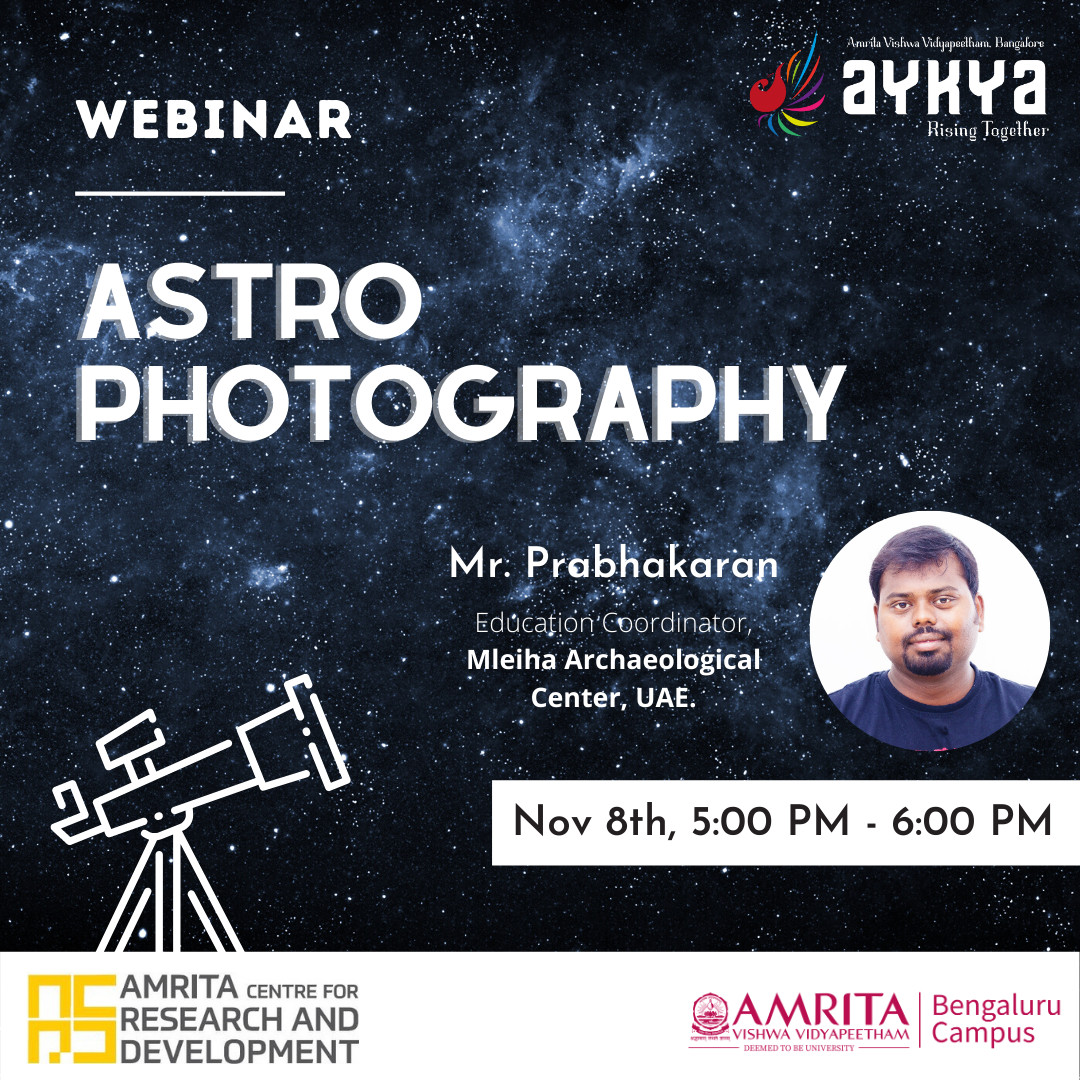 WEBINAR
Amrita Vishwa Vidyapeetham, Bangalore
aykya
Rising Together
ASTRO
PHOTOGRAPHY
Mr. Prabhakaran
Education Coordinator,
Mleiha Archaeological
Center, UAE.
Nov 8th, 5:00 PM - 6:00 PM
AMRITA CENTRE FOR
RESEARCH AND
DEVELOPMENT
AMRITA
VISHWA VIDYAPEETHAM
DEEMED TO BE UNIVERSITY
Bengaluru
Campus